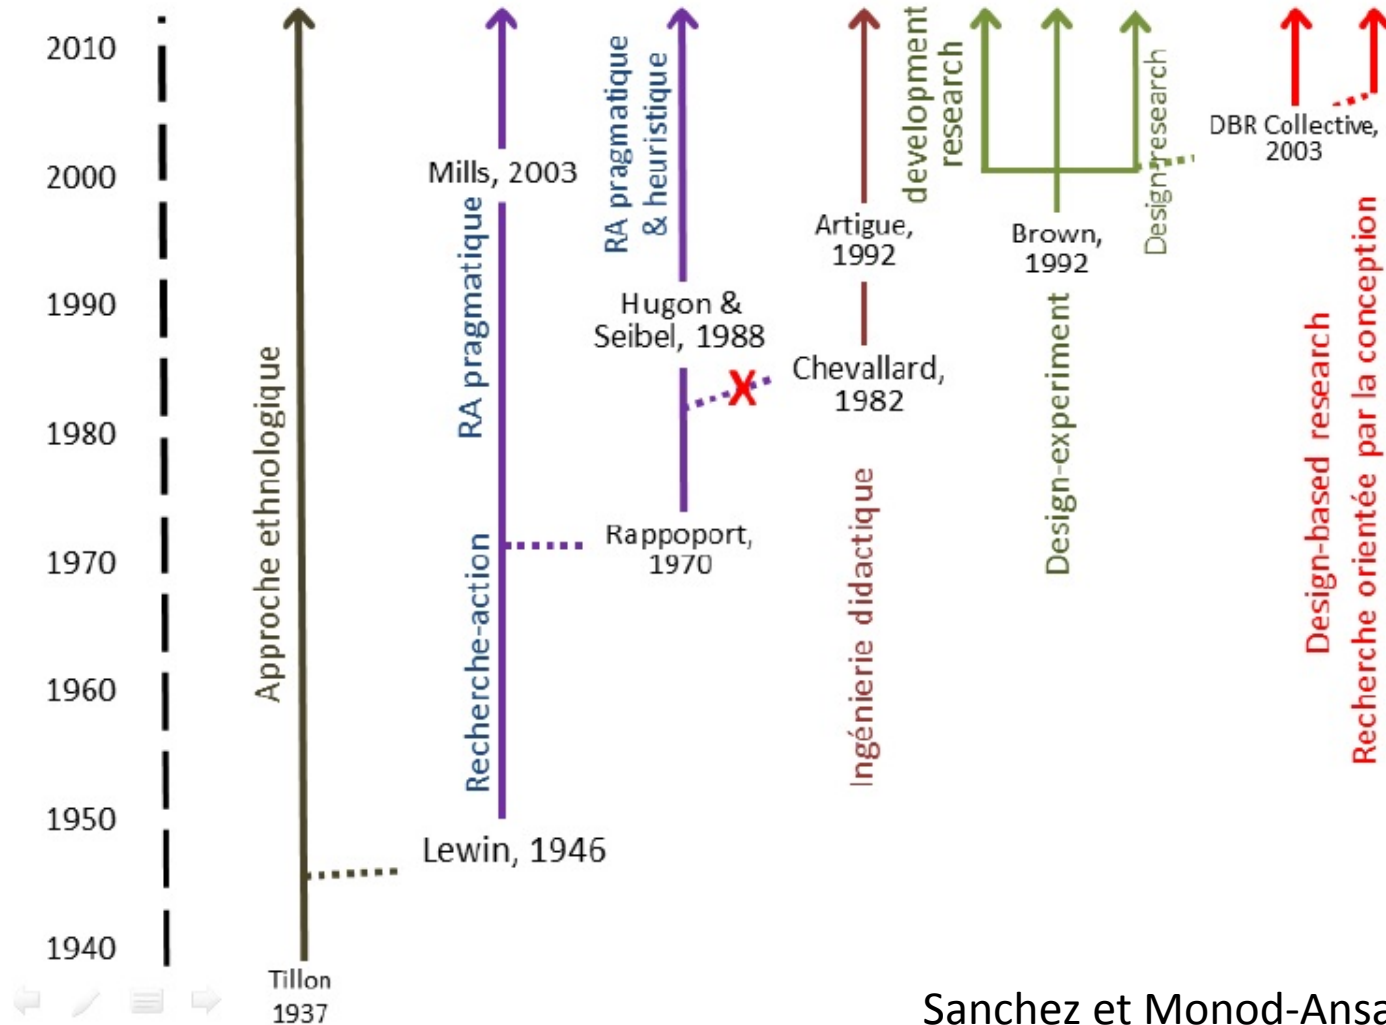 2010
2000
1990
1980
1970
1960
1950
1940
Approche ethnologique
Tillon
1937
Mills, 2003
RA pragmatique
Recherche-action
Lewin, 1946
RA pragmatique
& heuristique
Hugon &
Seibel, 1988
X
Rappoport,
1970
Artigue,
1992
Chevallard,
1982
Ingénierie didactique
development
research
Brown,
1992
Design-experiment
Design-research
DBR Collective,
2003
Design-based research
Recherche orientée par la conception
Sanchez et Monod-Ansa